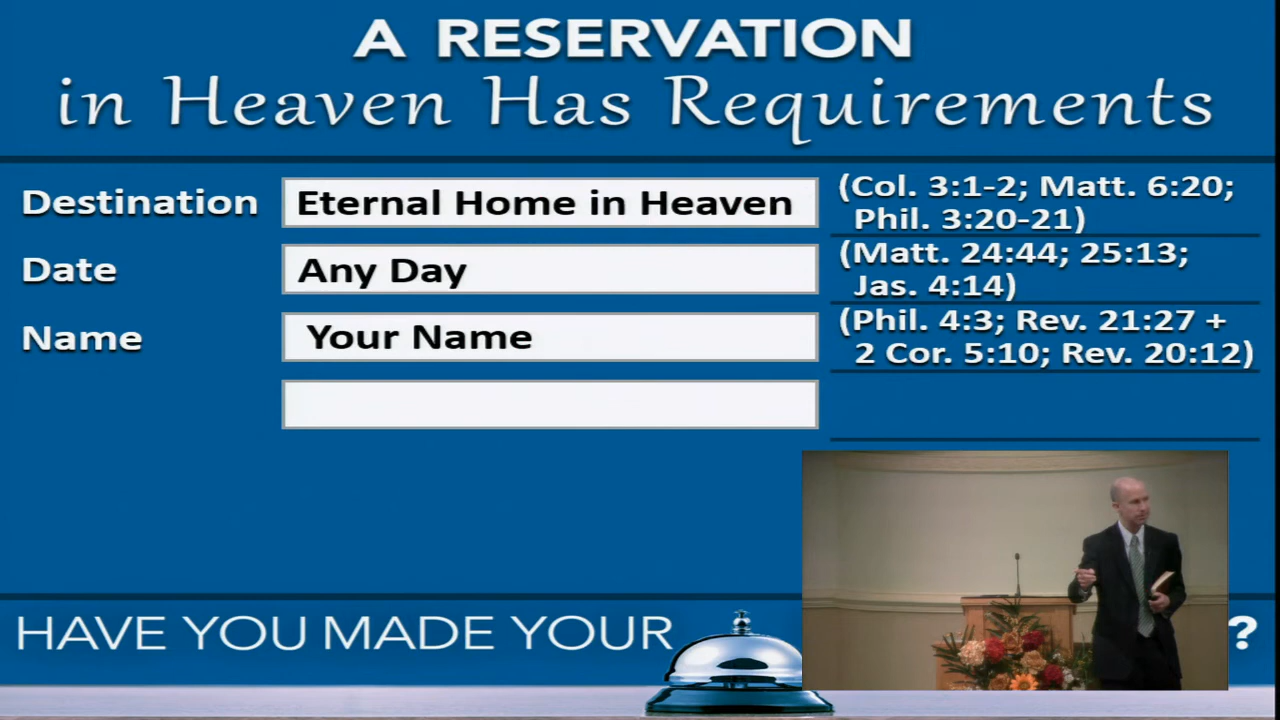 A RESERVATION
in Heaven Has Requirements
Destination
Eternal Home in Heaven
(Col. 3:1-2; Matt. 6:20;
Phil. 3:20-21)
Date
Any Day
(Matt. 24:44; 25:13;
Jas. 4:14)
Name
Your Name
(Phil. 4:3; Rev. 21:27 +
2 Cor. 5:10; Rev. 20:12)
HAVE YOU MADE YOUR ?